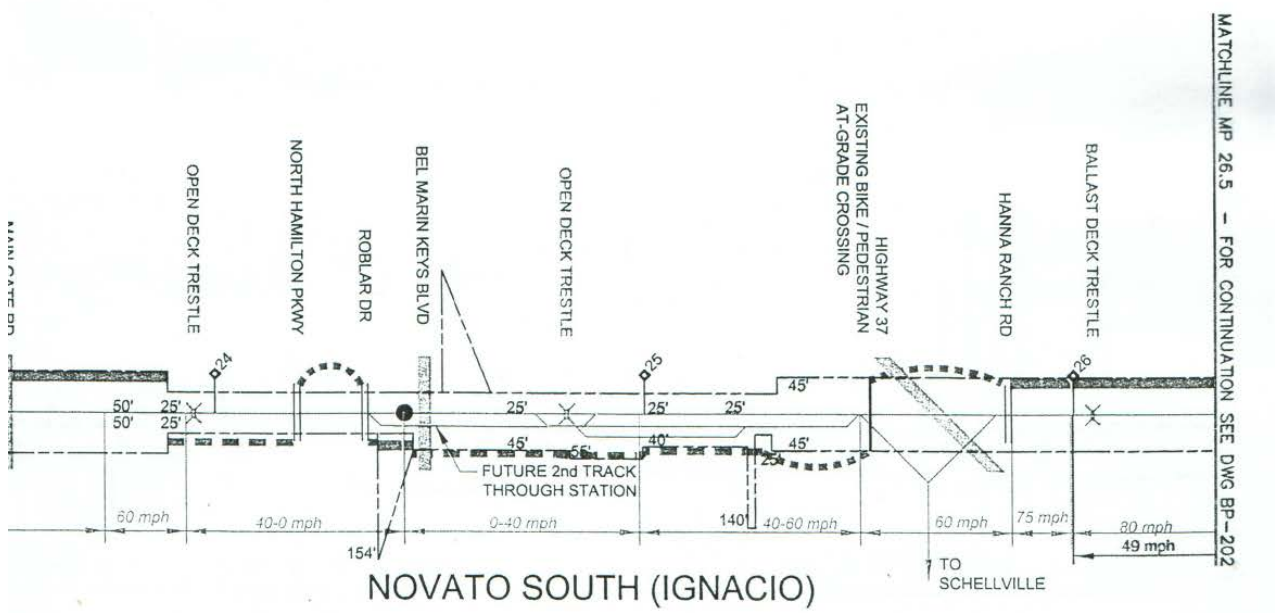 MATCHLINE MP 26.5 - FOR CONTINUATION SEE DWG BP-202
OPEN DECK TRESTLE
NORTH HAMILTON PKWY
ROBLAR DR
BEL MARIN KEYS BLVD
OPEN DECK TRESTLE
EXISTING BIKE / PEDESTRIAN
AT-GRADE CROSSING
HIGHWAY 37
HANNA RANCH RD
BALLAST DECK TRESTLE
24
25
26
50' 25'
50' 25'
25'
25'
25'
45'
45'
55'
40'
25'
45'
FUTURE 2nd TRACK
THROUGH STATION
140'
154'
60 mph
40-0 mph
0-40 mph
40-60 mph
60 mph
75 mph
80 mph
49 mph
TO
SCHELLVILLE
NOVATO SOUTH (IGNACIO)